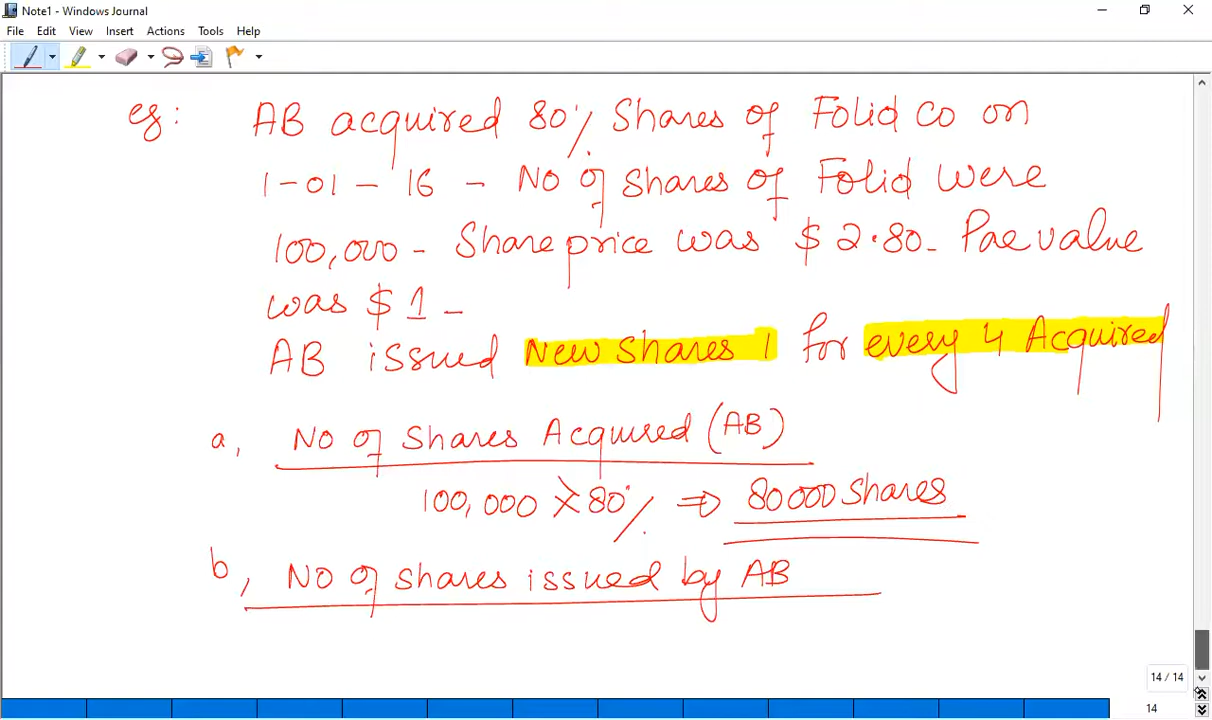 Note1 - Windows Journal
File Edit View Insert Actions Tools Help
eg: AB acquired 80% Shares of Folid co on
1-01-16 - No of Shares of Folid were
100,000 - Share price was $2.80. Par value
was $1 -
AB issued New Shares 1 for every 4 Acquired
a, No of Shares Acquired (AB)
100,000 × 80% ⇒ 80000 Shares
b, No of shares issued by AB
14 / 14
14